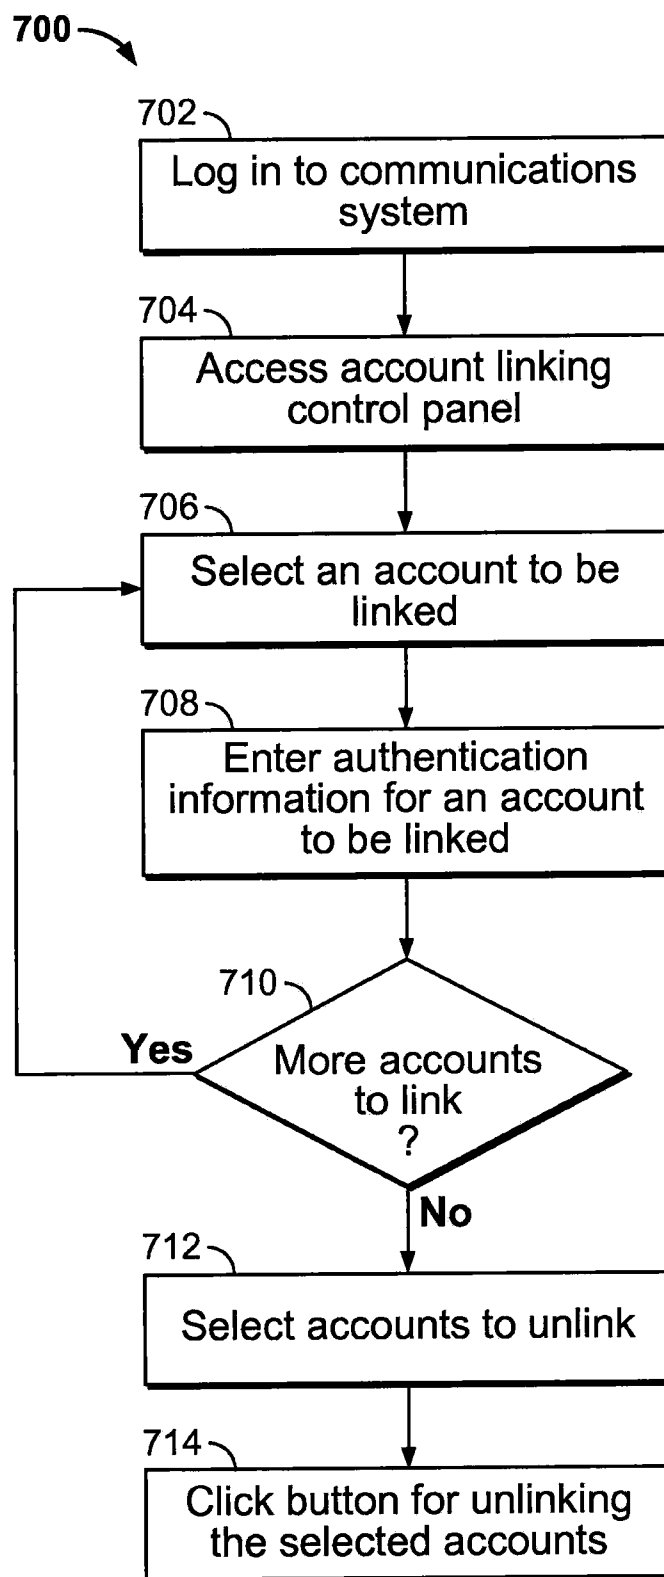 700
702
Log in to communications
system
704
Access account linking
control panel
706
Select an account to be
linked
708
Enter authentication
information for an account
to be linked
710
Yes
More accounts
to link
?
No
712
Select accounts to unlink
714
Click button for unlinking
the selected accounts